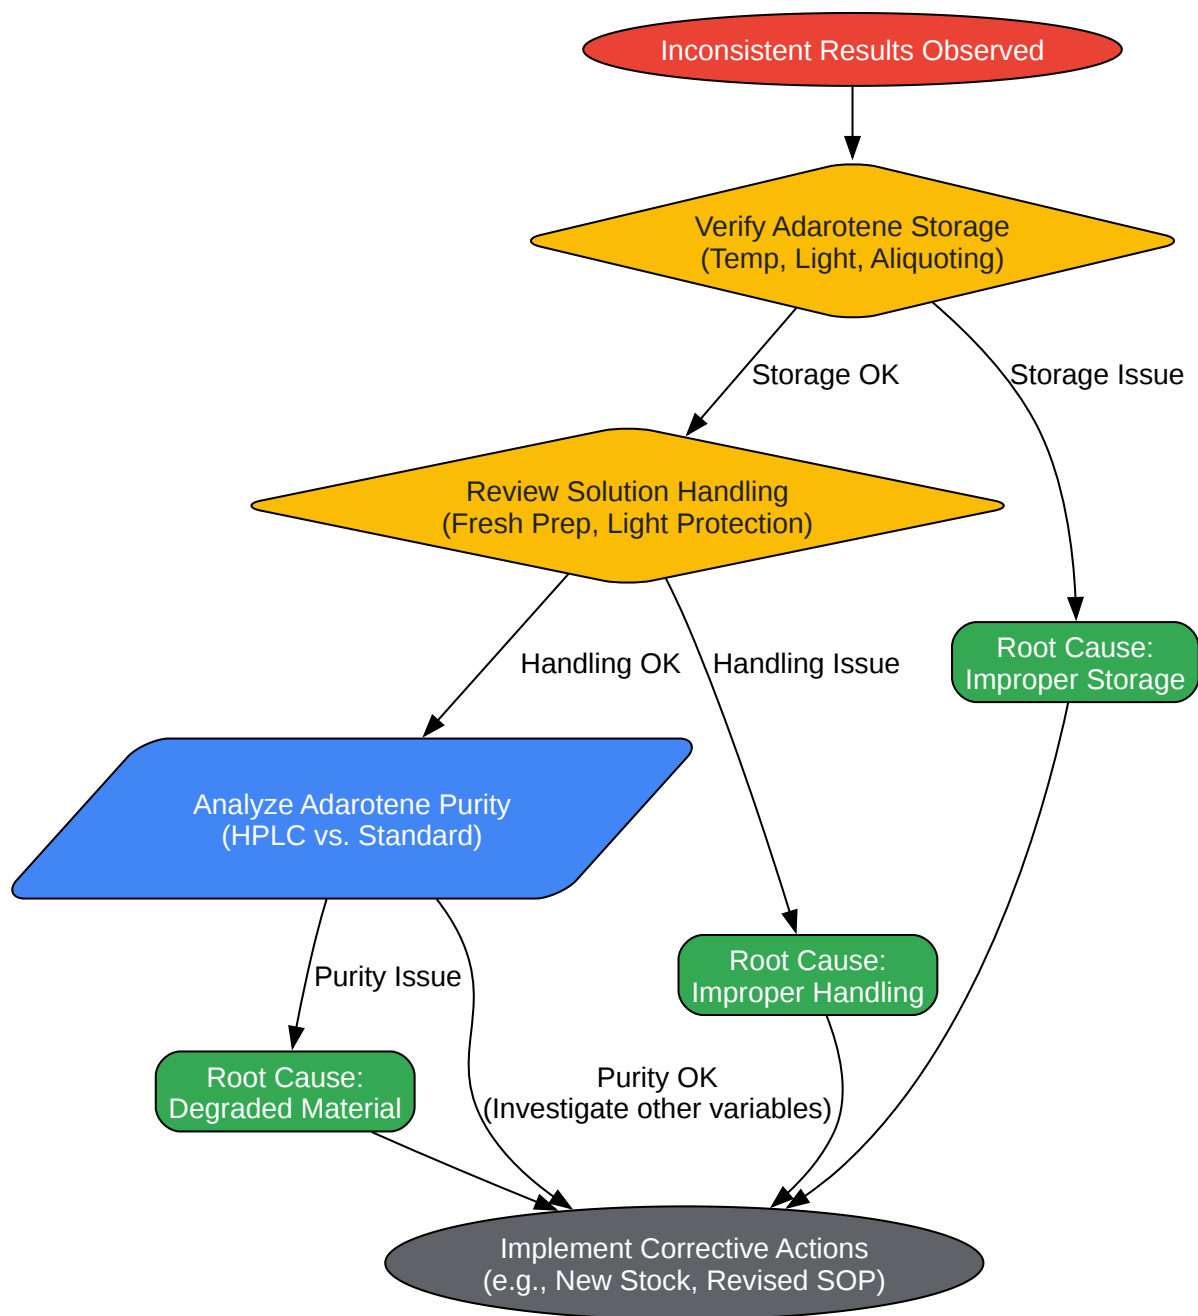 Inconsistent Results Observed
Verify Adarotene Storage
(Temp, Light, Aliquoting)
Storage OK
Storage Issue
Review Solution Handling
(Fresh Prep, Light Protection)
Handling OK
Handling Issue
Root Cause:
Improper Storage
Analyze Adarotene Purity
(HPLC vs. Standard)
Purity Issue
Root Cause:
Improper Handling
Root Cause:
Degraded Material
Purity OK
(Investigate other variables)
Implement Corrective Actions
(e.g., New Stock, Revised SOP)